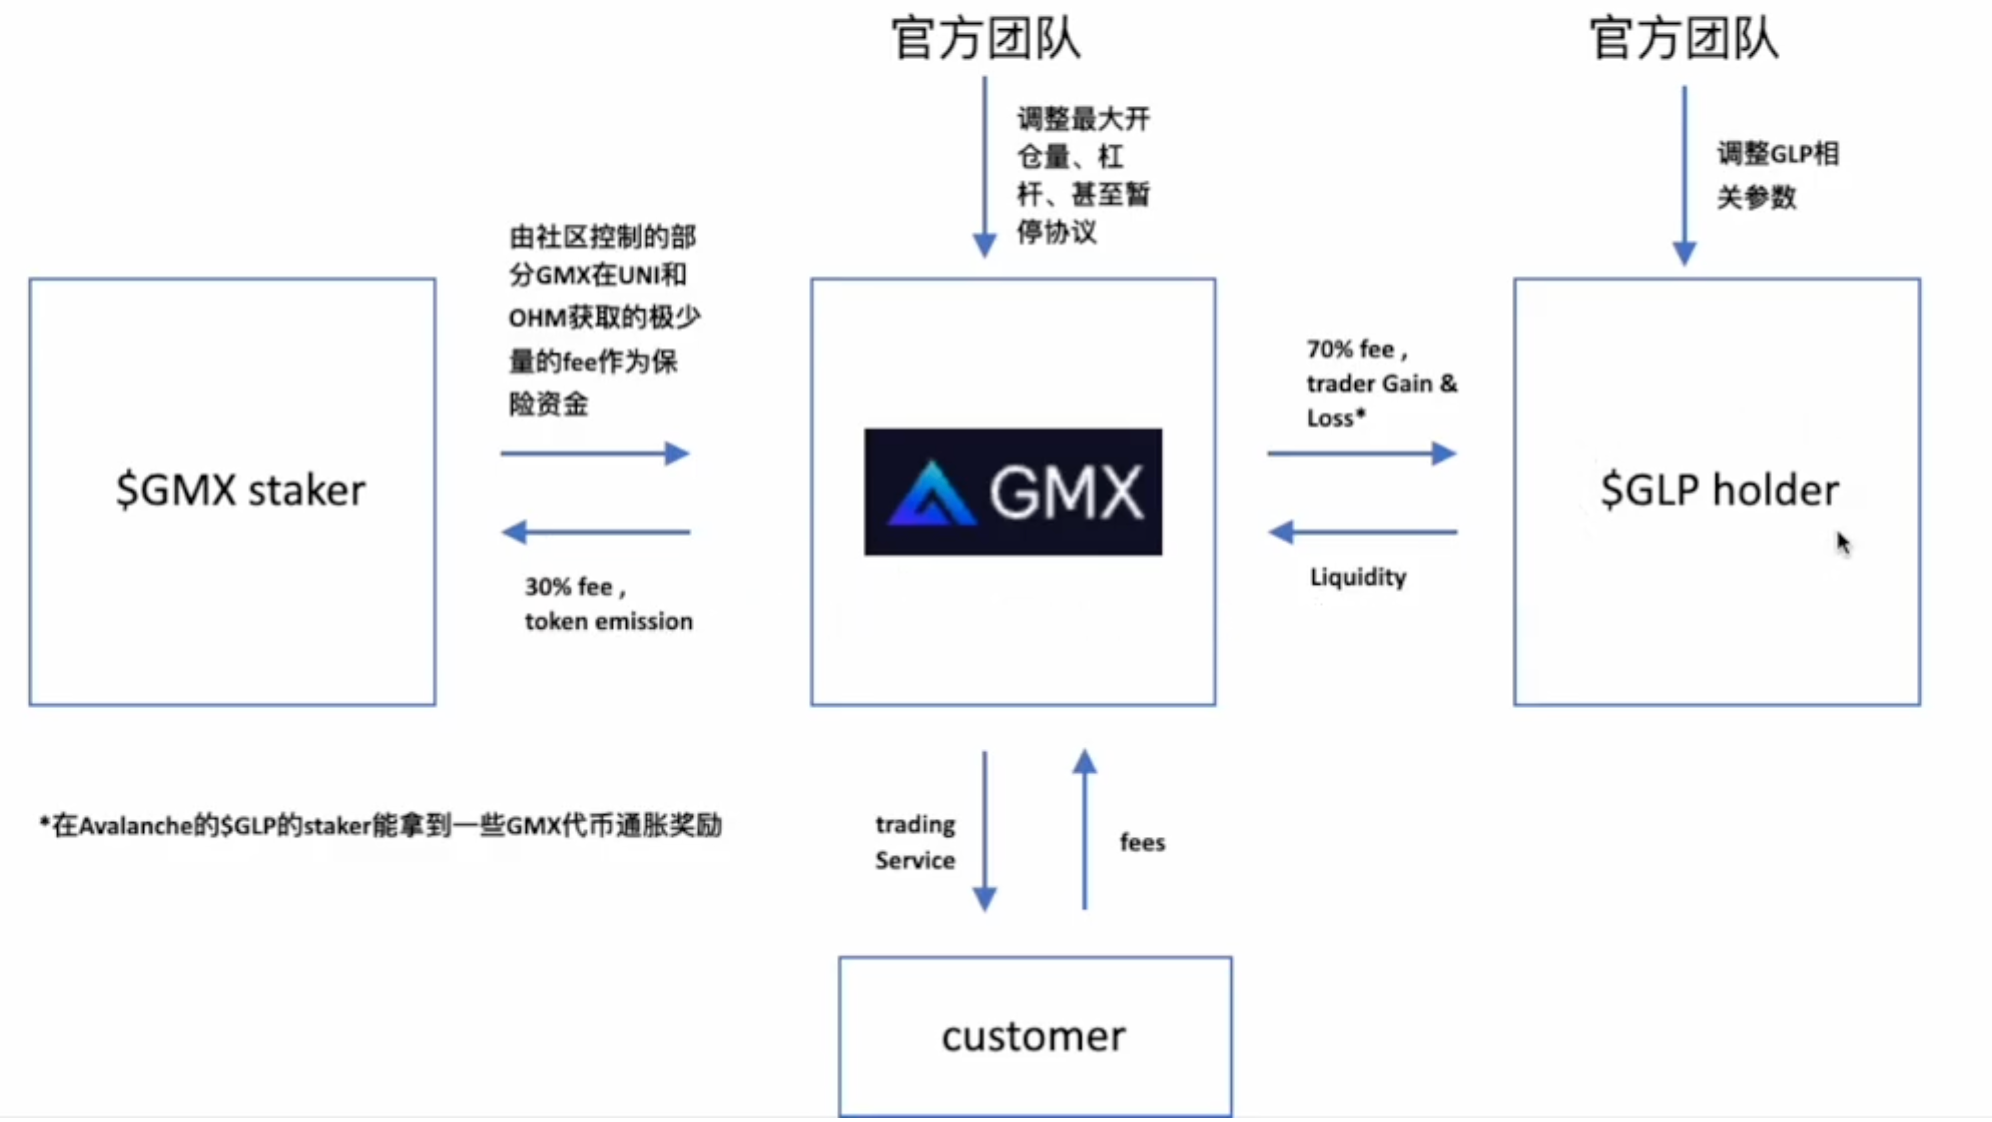 官方团队
官方团队
调整最大开
仓量、杠
杆、甚至暂
停协议
调整GLP相
关参数
由社区控制的部
分GMX在UNI和
OHM获取的极少
量的fee作为保
险资金
70% fee ,
trader Gain &
Loss*
$GMX staker
GMX
$GLP holder
30% fee ,
token emission
Liquidity
*在Avalanche的$GLP的staker能拿到一些GMX代币通胀奖励
trading
Service
fees
customer